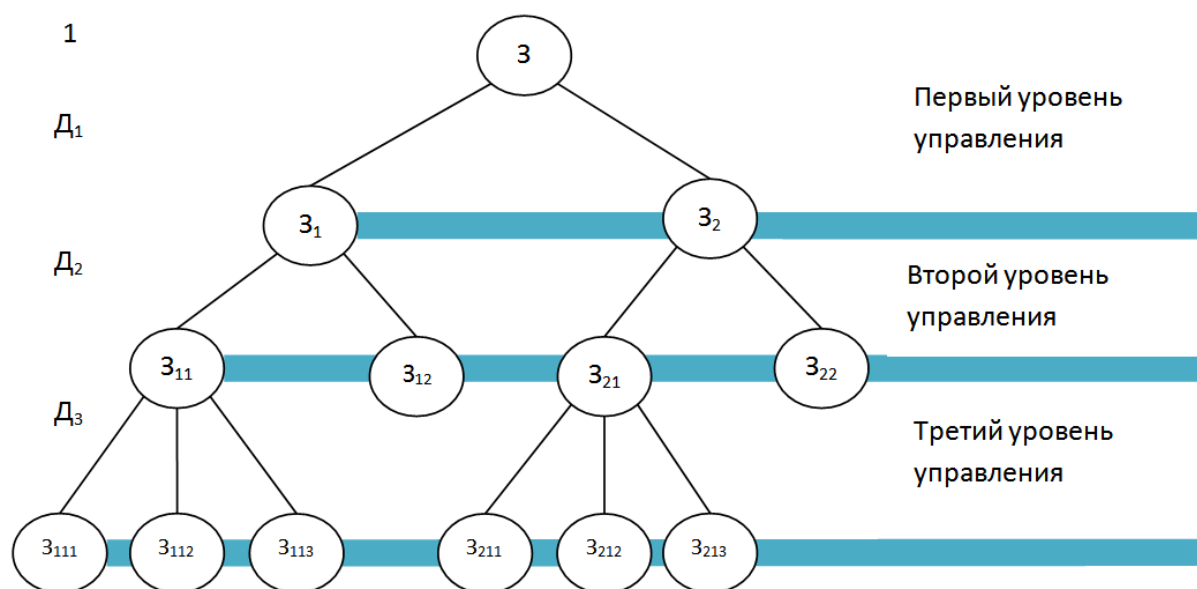 1
З
Д₁
Первый уровень
управления
З₁
З₂
Д₂
Второй уровень
управления
З₁₁
З₁₂
З₂₁
З₂₂
Д₃
Третий уровень
управления
З₁₁₁
З₁₁₂
З₁₁₃
З₂₁₁
З₂₁₂
З₂₁₃